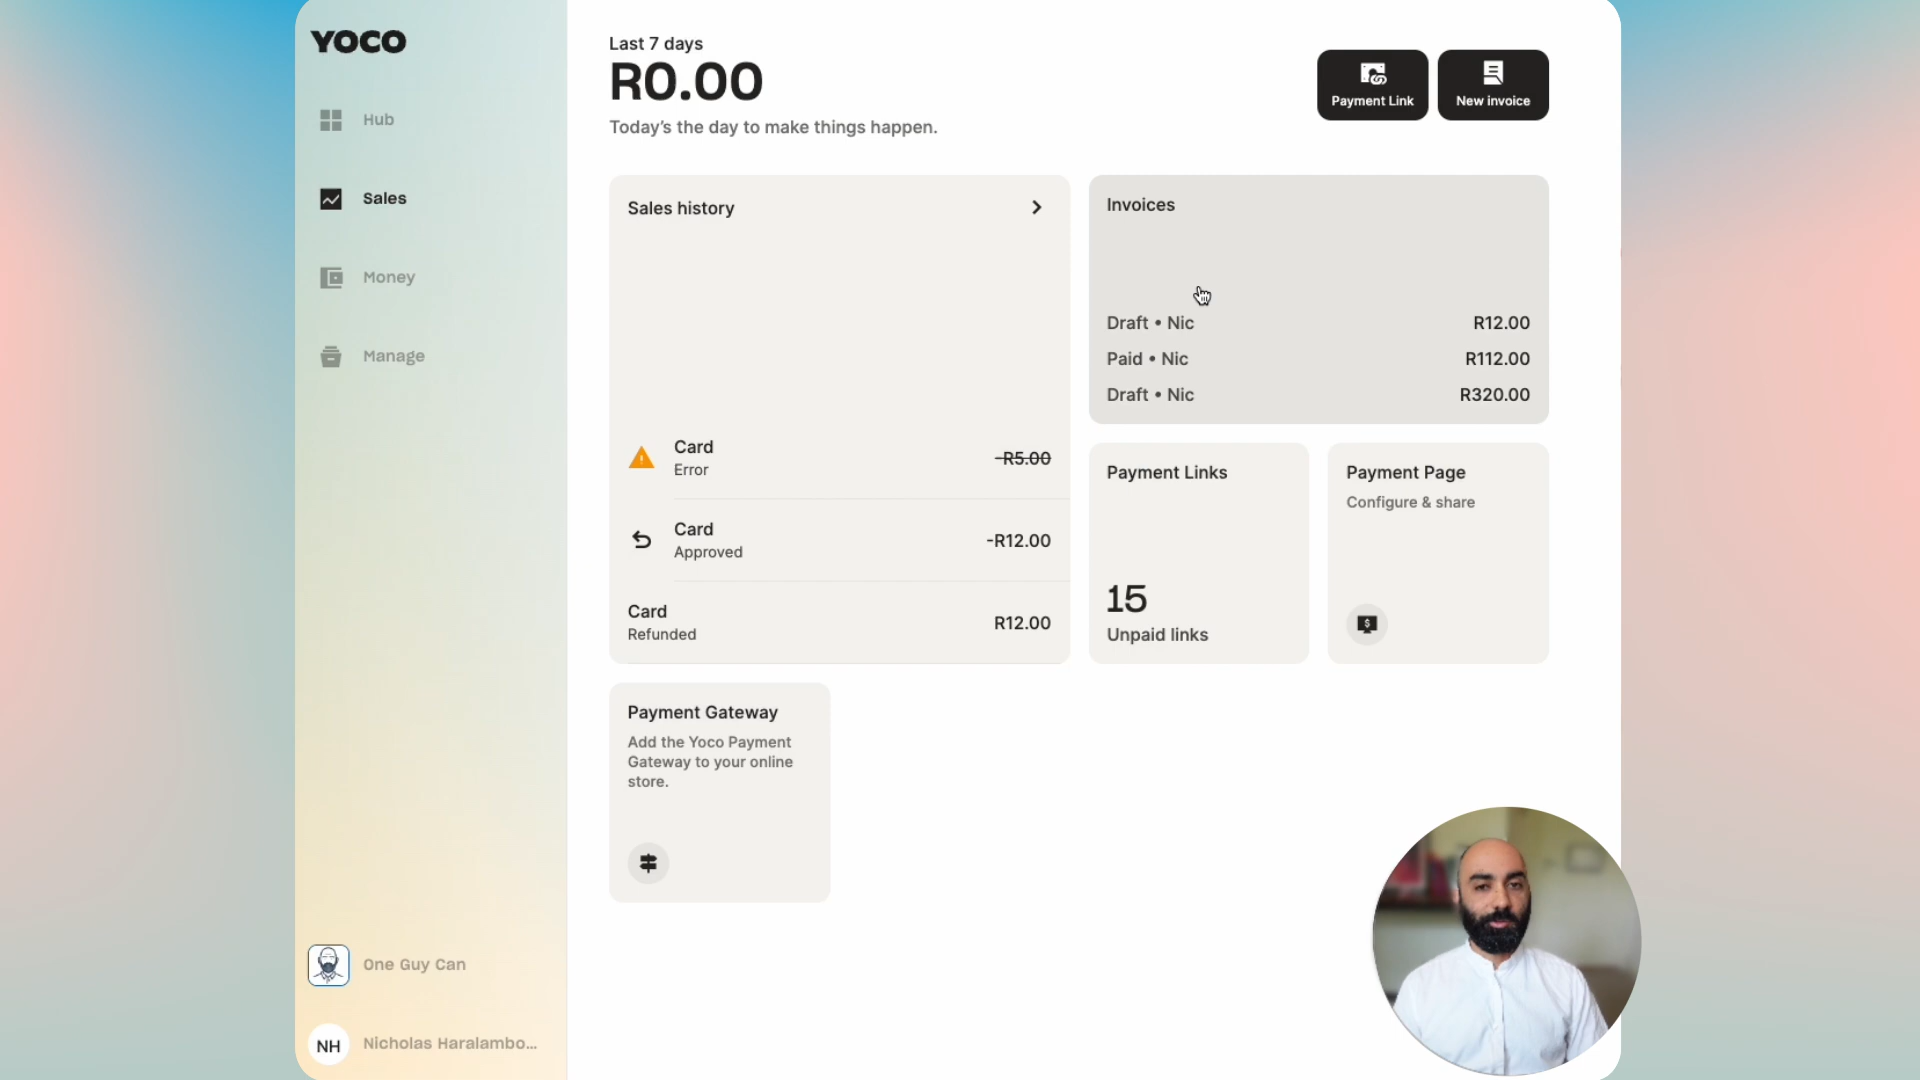 YOCO
Hub
Sales
Money
Manage
One Guy Can
NH
Nicholas Haralambo...
Last 7 days
R0.00
Today's the day to make things happen.
Payment Link
New invoice
Sales history
Card
Error
-R5.00
Card
Approved
-R12.00
Card
Refunded
R12.00
Invoices
Draft • Nic
R12.00
Paid • Nic
R112.00
Draft • Nic
R320.00
Payment Links
15
Unpaid links
Payment Page
Configure & share
$
Payment Gateway
Add the Yoco Payment
Gateway to your online
store.